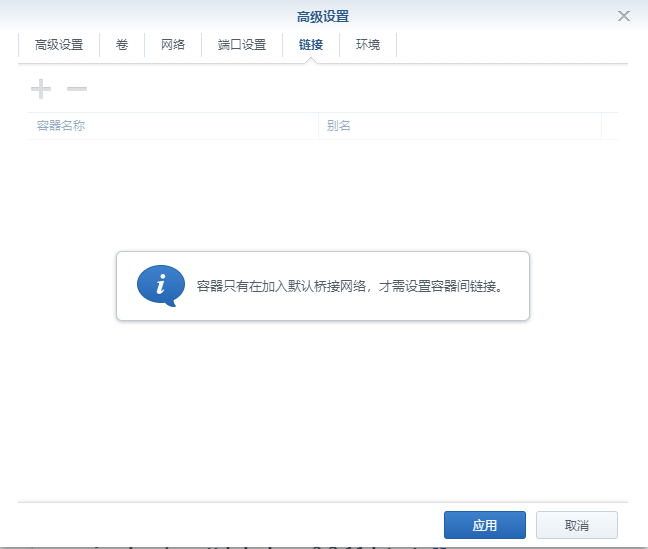 高级设置
高级设置
卷
网络
端口设置
链接
环境
容器名称
别名
容器只有在加入默认桥接网络，才需设置容器间链接。
应用
取消